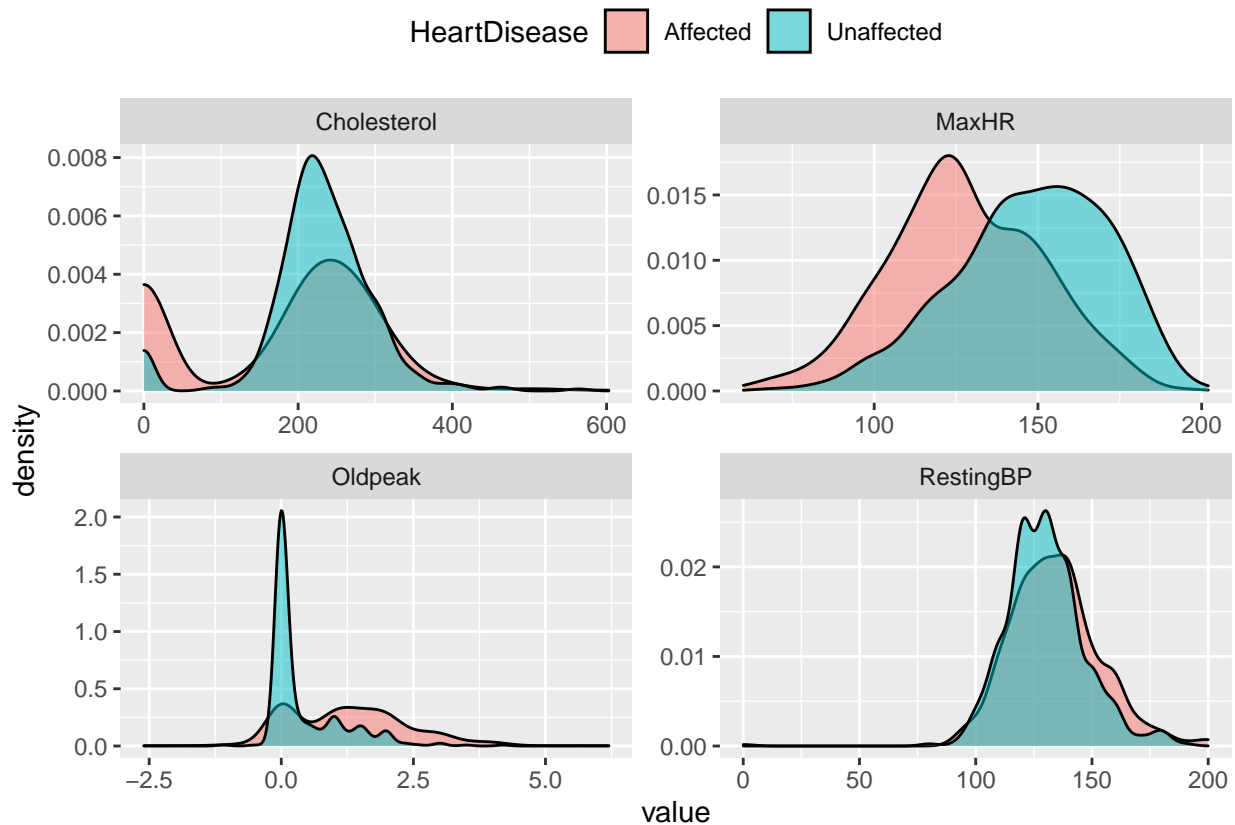 HeartDisease Affected Unaffected
Cholesterol
MaxHR
0.008
0.006
0.004
0.002
0.000
0 200 400 600
0.015
0.010
0.005
0.000
100 150 200
density
Oldpeak
RestingBP
2.0
1.5
1.0
0.5
0.0
−2.5 0.0 2.5 5.0
0.02
0.01
0.00
0 50 100 150 200
value